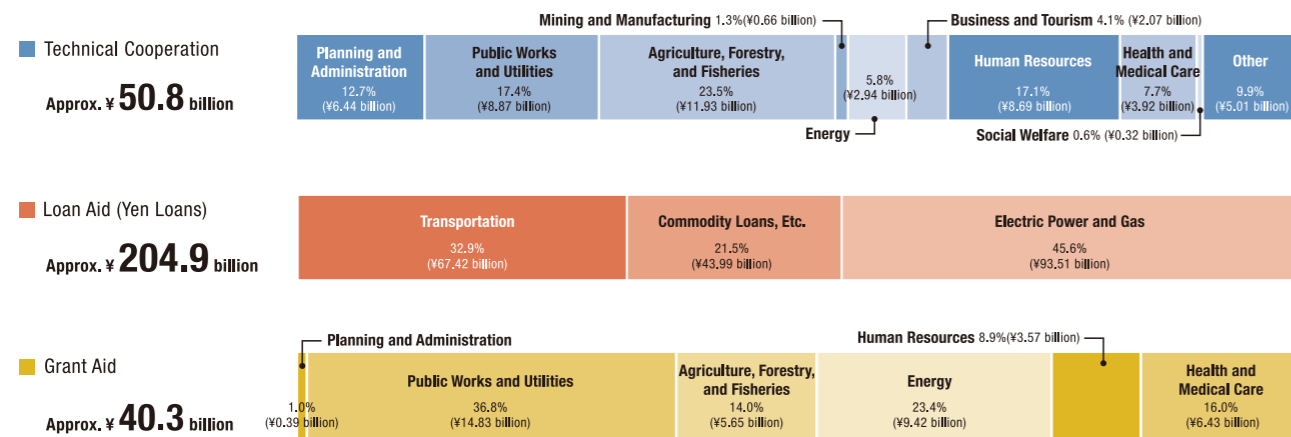 Mining and Manufacturing 1.3%(¥0.66 billion)
Business and Tourism 4.1% (¥2.07 billion)
Technical Cooperation
Approx. ¥ 50.8 billion
Planning and
Administration
12.7%
(¥6.44 billion)
Public Works
and Utilities
17.4%
(¥8.87 billion)
Agriculture, Forestry,
and Fisheries
23.5%
(¥11.93 billion)
5.8%
(¥2.94 billion)
Energy
Human Resources
17.1%
(¥8.69 billion)
Health and
Medical Care
7.7%
(¥3.92 billion)
Other
9.9%
(¥5.01 billion)
Social Welfare 0.6% (¥0.32 billion)
Loan Aid (Yen Loans)
Approx. ¥ 204.9 billion
Transportation
32.9%
(¥67.42 billion)
Commodity Loans, Etc.
21.5%
(¥43.99 billion)
Electric Power and Gas
45.6%
(¥93.51 billion)
Grant Aid
Approx. ¥ 40.3 billion
Planning and Administration
1.0%
(¥0.39 billion)
Public Works and Utilities
36.8%
(¥14.83 billion)
Agriculture, Forestry,
and Fisheries
14.0%
(¥5.65 billion)
Energy
23.4%
(¥9.42 billion)
Human Resources 8.9%(¥3.57 billion)
Health and
Medical Care
16.0%
(¥6.43 billion)